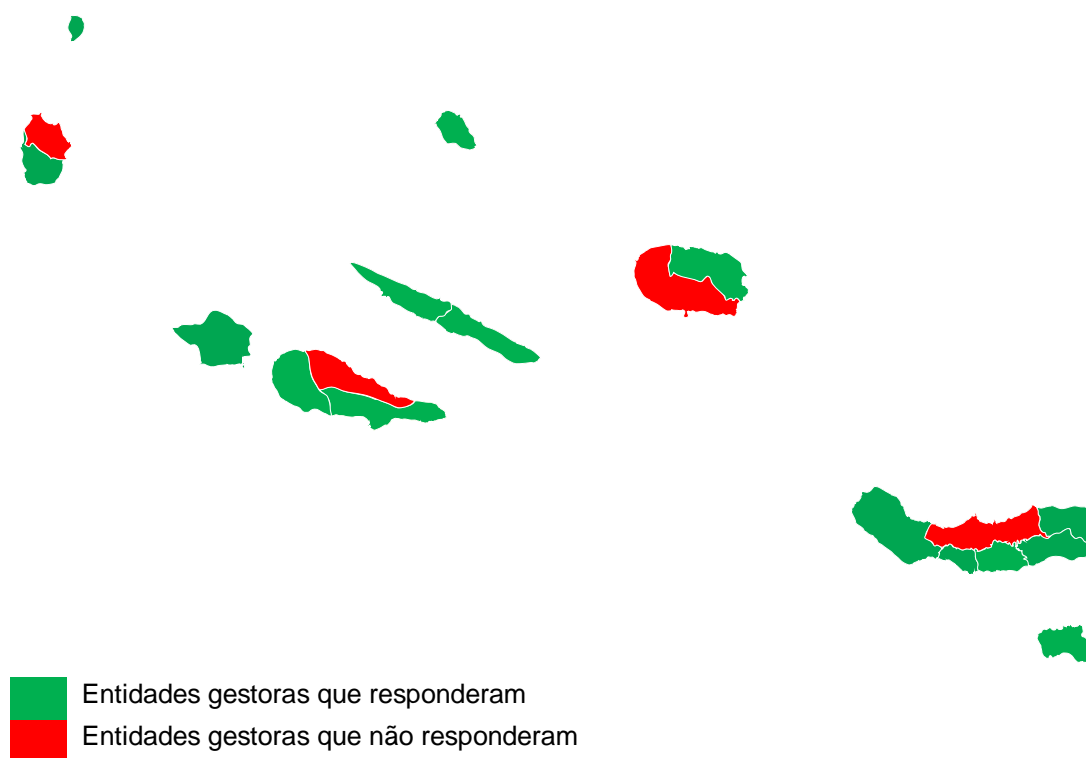 Entidades gestoras que responderam
Entidades gestoras que não responderam